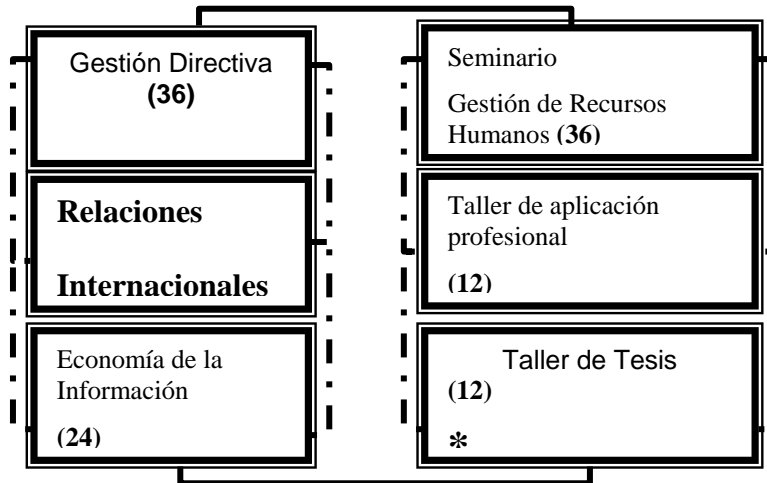 Gestión Directiva
(36)
Relaciones
Internacionales
Economía de la
Información
(24)
Seminario
Gestión de Recursos
Humanos (36)
Taller de aplicación
profesional
(12)
Taller de Tesis
(12)
*